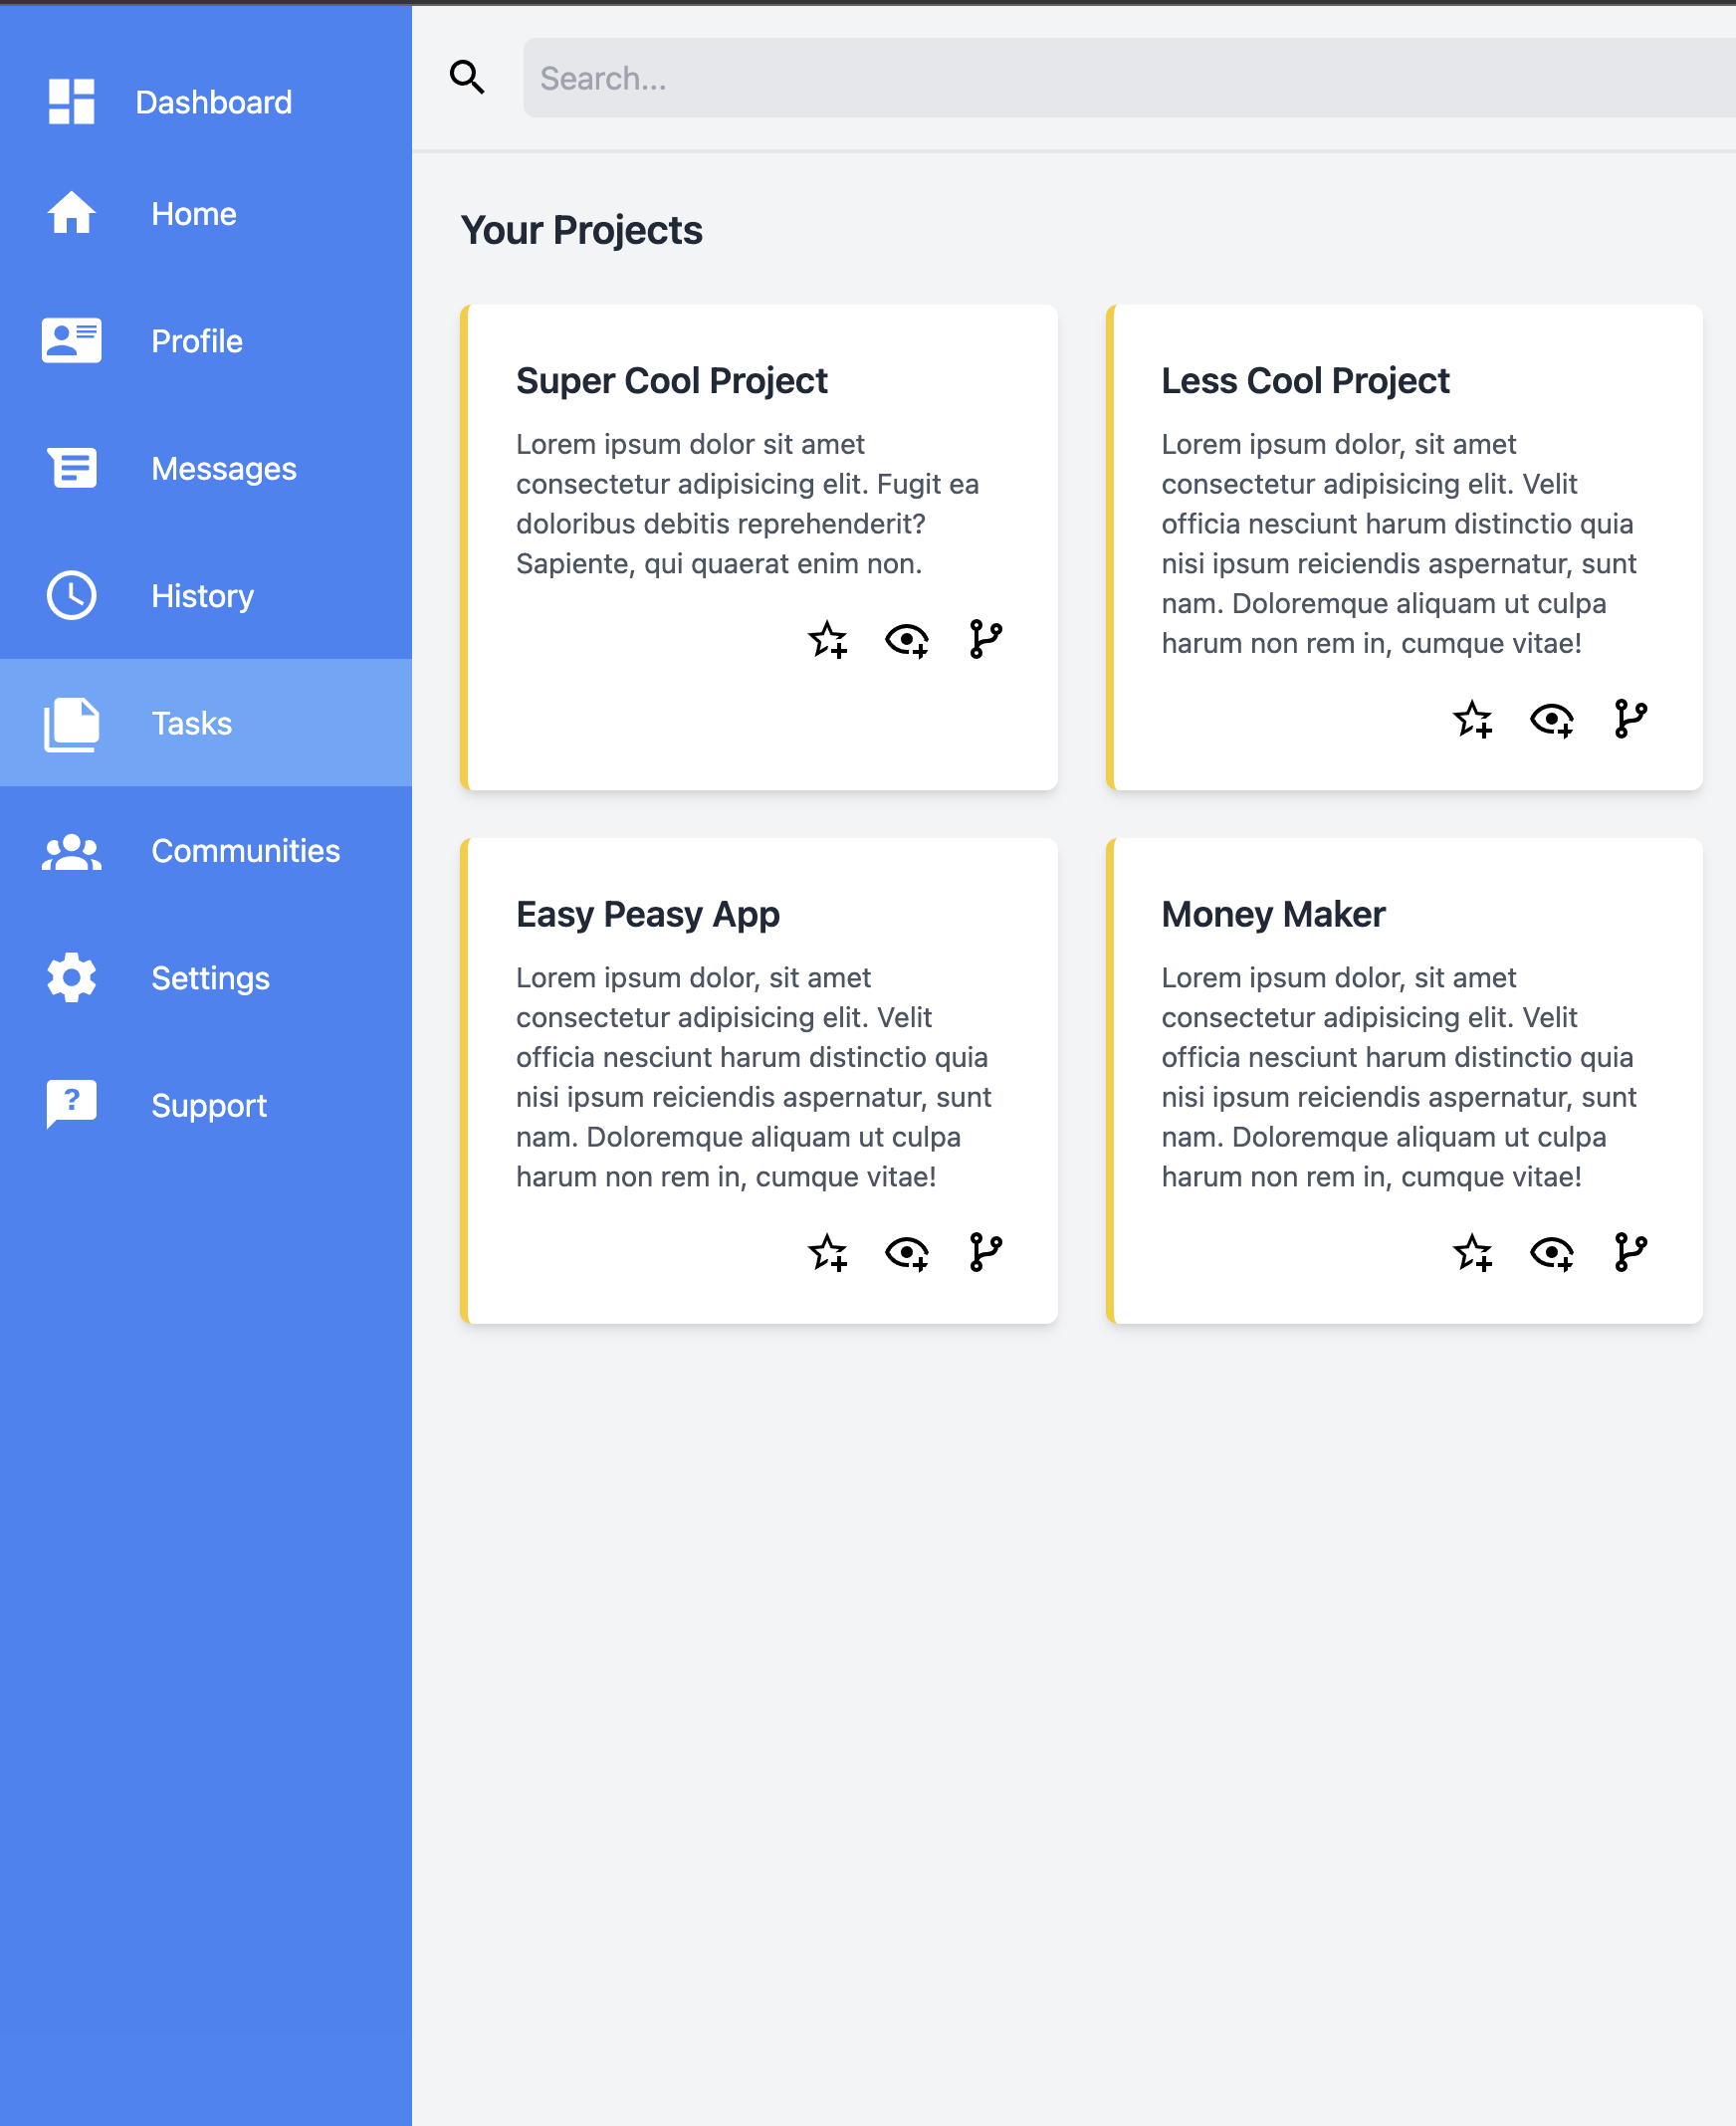 Dashboard
Home
Profile
Messages
History
Tasks
Communities
Settings
Support
Search...
Your Projects
Super Cool Project
Lorem ipsum dolor sit amet
consectetur adipisicing elit. Fugit ea
doloribus debitis reprehenderit?
Sapiente, qui quaerat enim non.
Less Cool Project
Lorem ipsum dolor, sit amet
consectetur adipisicing elit. Velit
officia nesciunt harum distinctio quia
nisi ipsum reiciendis aspernatur, sunt
nam. Doloremque aliquam ut culpa
harum non rem in, cumque vitae!
Easy Peasy App
Lorem ipsum dolor, sit amet
consectetur adipisicing elit. Velit
officia nesciunt harum distinctio quia
nisi ipsum reiciendis aspernatur, sunt
nam. Doloremque aliquam ut culpa
harum non rem in, cumque vitae!
Money Maker
Lorem ipsum dolor, sit amet
consectetur adipisicing elit. Velit
officia nesciunt harum distinctio quia
nisi ipsum reiciendis aspernatur, sunt
nam. Doloremque aliquam ut culpa
harum non rem in, cumque vitae!